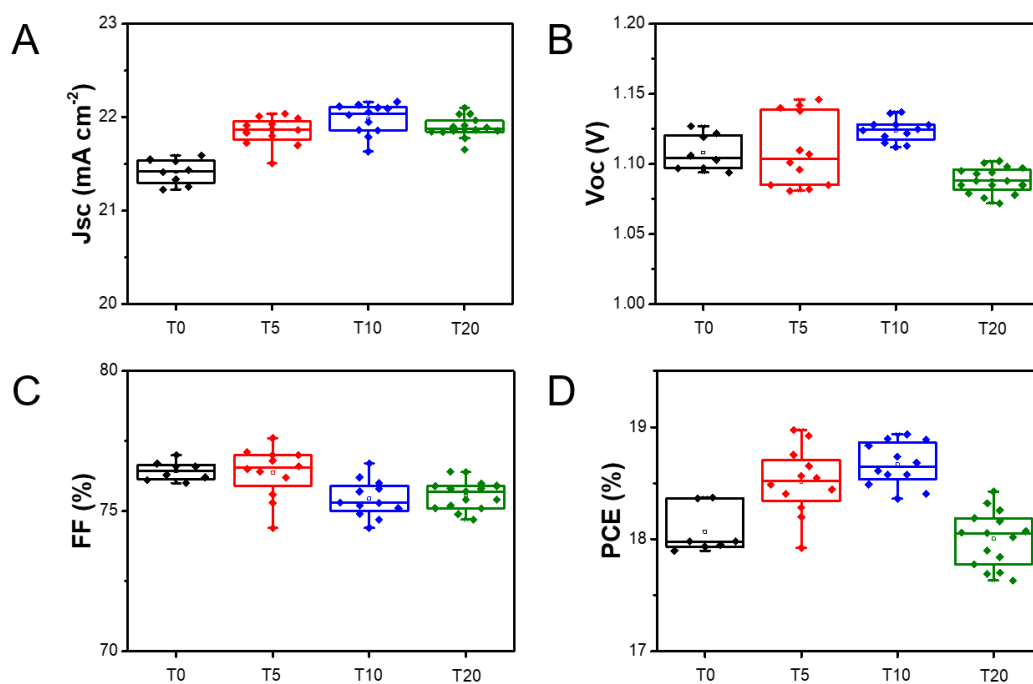 A
23
22
21
20
Jsc (mA cm⁻²)
T0 T5 T10 T20
B
1.20
1.15
1.10
1.05
1.00
Voc (V)
T0 T5 T10 T20
C
80
75
70
FF (%)
T0 T5 T10 T20
D
19
18
17
PCE (%)
T0 T5 T10 T20